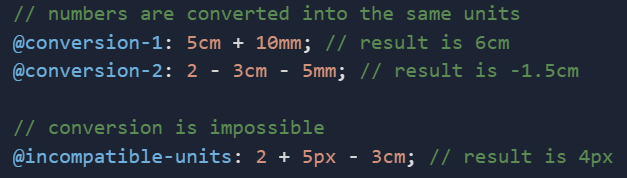 // numbers are converted into the same units
@conversion-1: 5cm + 10mm; // result is 6cm
@conversion-2: 2 - 3cm - 5mm; // result is -1.5cm
// conversion is impossible
@incompatible-units: 2 + 5px - 3cm; // result is 4px